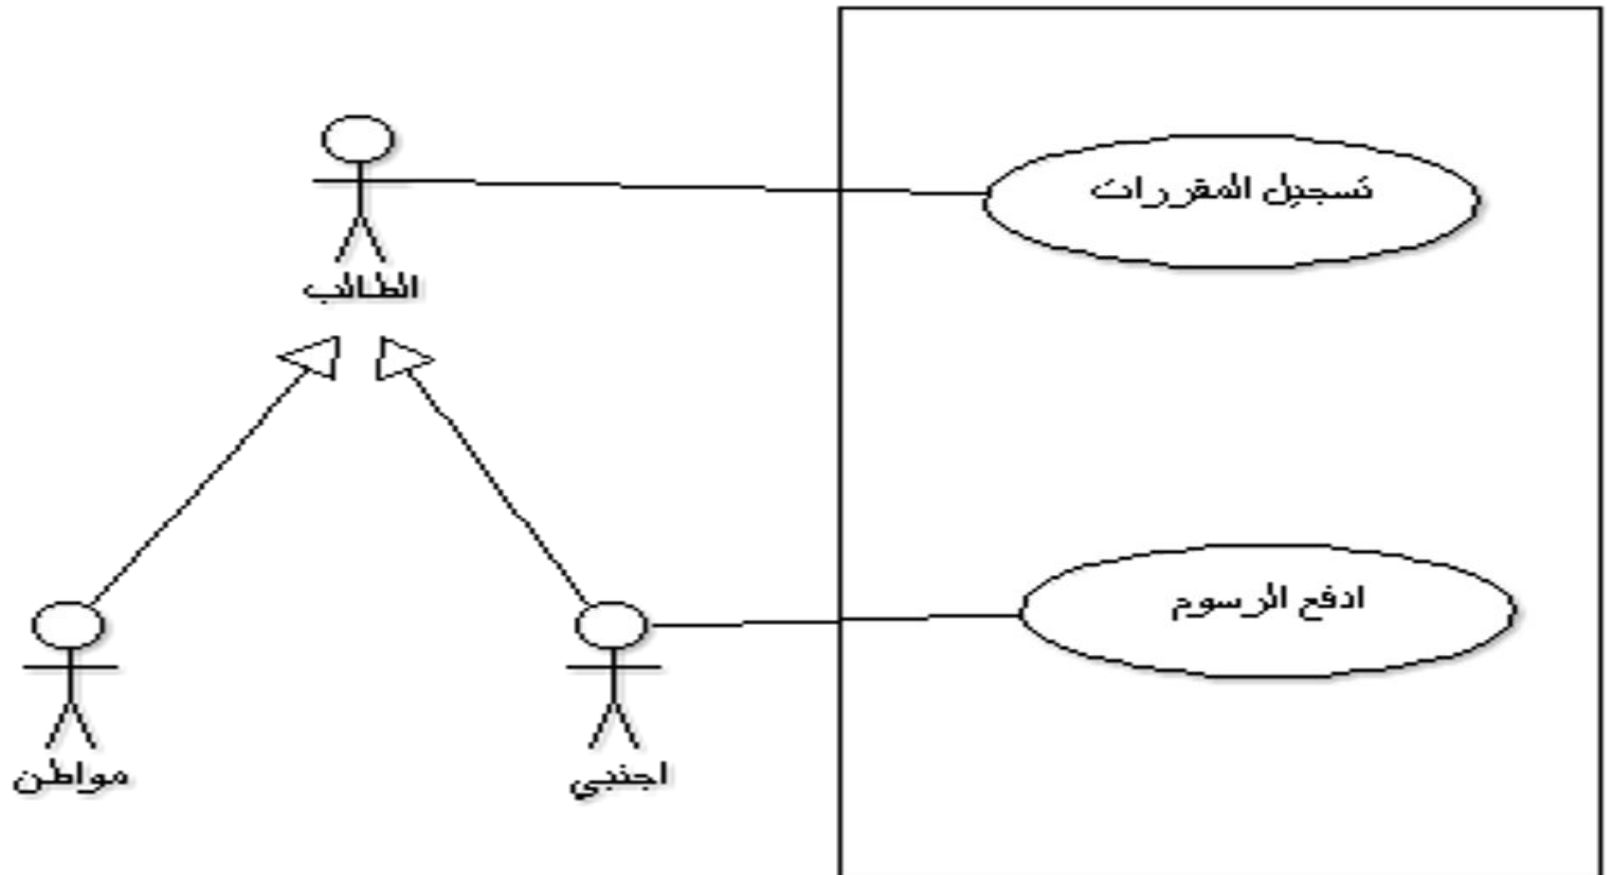 تسجيل المقررات
الطالب
ادفع الرسوم
اجنبي
مواطن